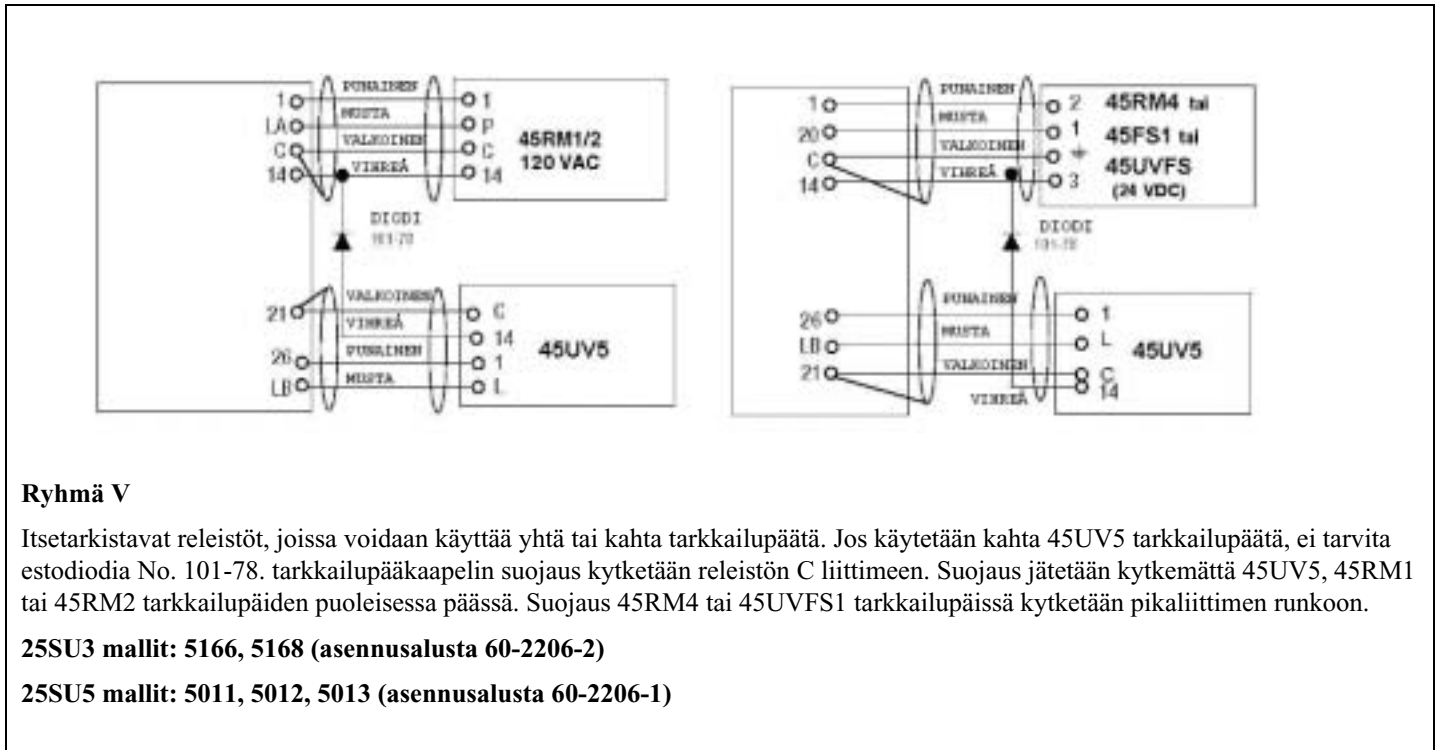 PUNAINEN
1 1
MUSTA
LA P
VALKOINEN
C C
VIHREÄ
14 14
45RM1/2
120 VAC
DIODI
101-78
VALKOINEN
21 C
VIHREÄ
14
PUNAINEN
26 1
MUSTA
LB L
45UV5
PUNAINEN
1 2
MUSTA
20 1
VALKOINEN
C
VIHREÄ
14 3
45RM4 tai
45FS1 tai
45UVFS
(24 VDC)
DIODI
101-78
PUNAINEN
26 1
MUSTA
LB L
VALKOINEN
21 C
VIHREÄ
14
45UV5
Ryhmä V
Itsetarkistavat releistöt, joissa voidaan käyttää yhtä tai kahta tarkkailupäätä. Jos käytetään kahta 45UV5 tarkkailupäätä, ei tarvita
estodiodia No. 101-78. tarkkailupääkaapelin suojaus kytketään releistön C liittimeen. Suojaus jätetään kytkemättä 45UV5, 45RM1
tai 45RM2 tarkkailupäiden puoleisessa päässä. Suojaus 45RM4 tai 45UVFS1 tarkkailupäissä kytketään pikaliittimen runkoon.
25SU3 mallit: 5166, 5168 (asennusalusta 60-2206-2)
25SU5 mallit: 5011, 5012, 5013 (asennusalusta 60-2206-1)